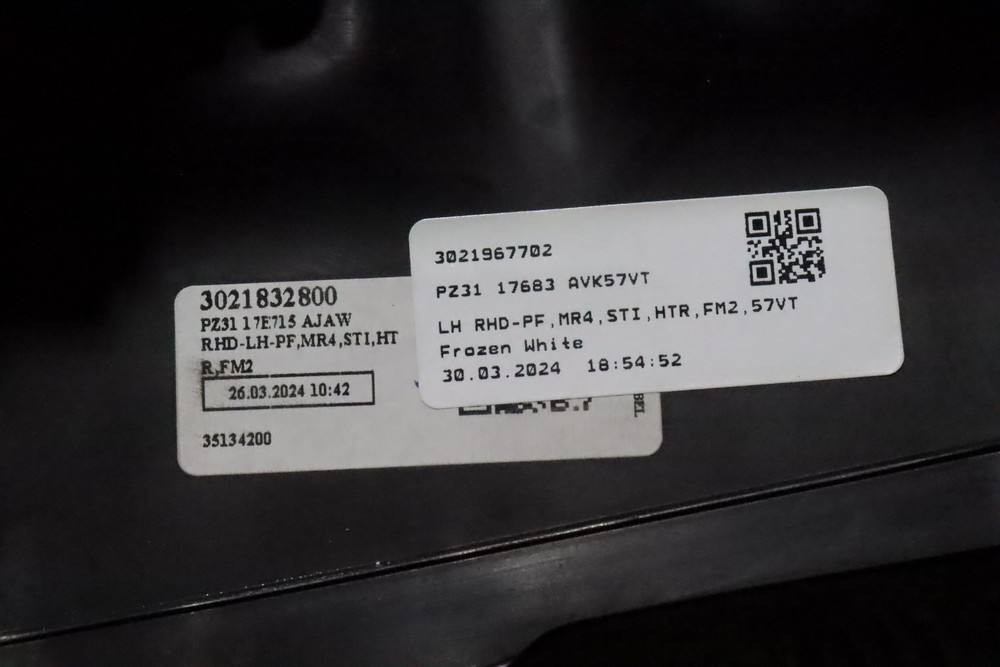 3021832800
PZ31 17E715 AJAW
RHD-LH-PF,MR4,STI,HT
R,FM2
26.03.2024 10:42
35134200
3021967702
PZ31 17683 AVK57VT
LH RHD-PF,MR4,STI,HTR,FM2,57VT
Frozen White
30.03.2024 18:54:52